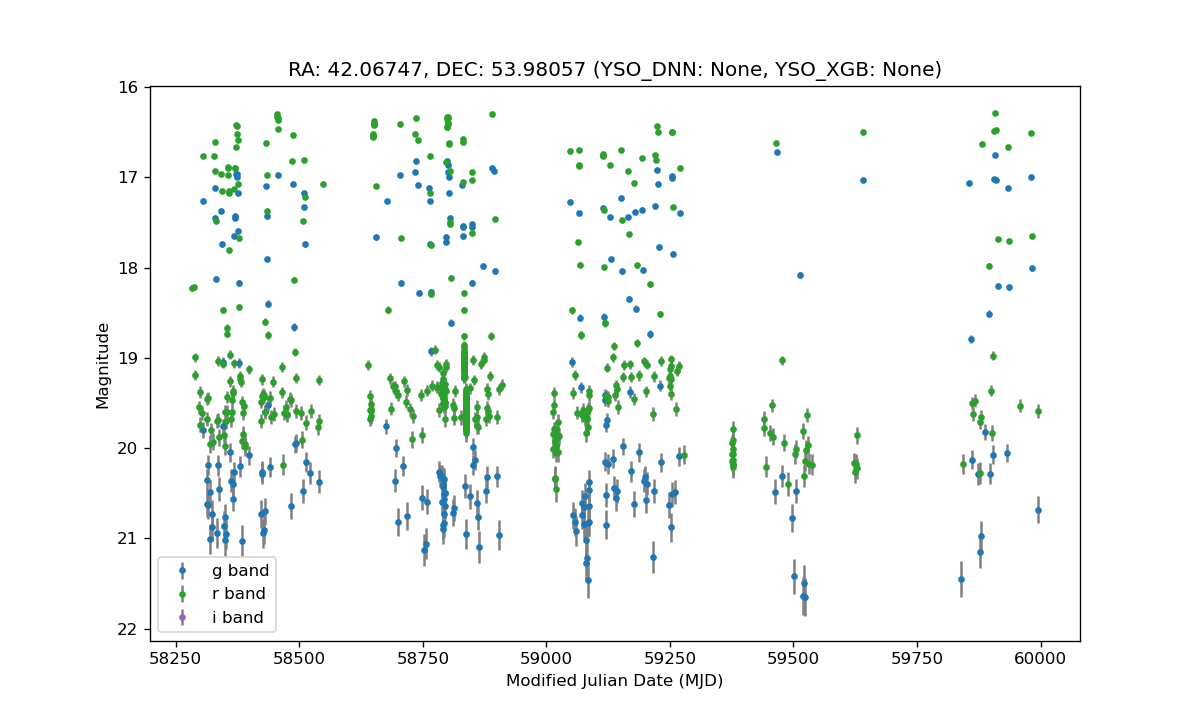 RA: 42.06747, DEC: 53.98057 (YSO_DNN: None, YSO_XGB: None)
16
17
18
19
20
21
22
Magnitude
g band
r band
i band
58250 58500 58750 59000 59250 59500 59750 60000
Modified Julian Date (MJD)